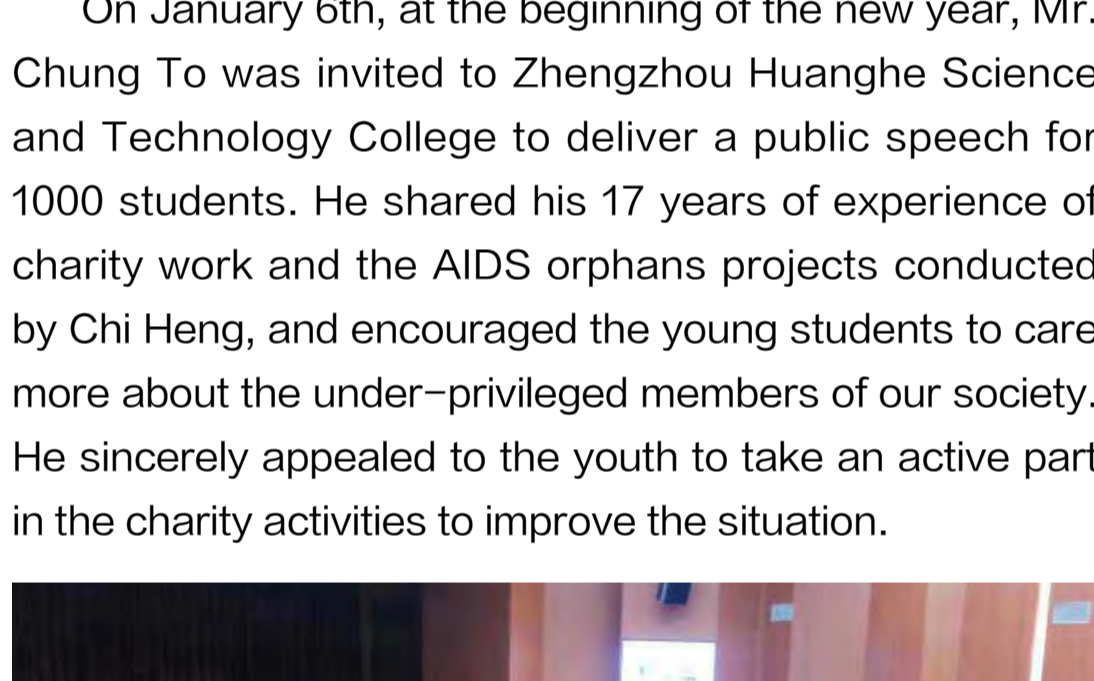 On January 6th, at the beginning of the new year, Mr.
Chung To was invited to Zhengzhou Huanghe Science
and Technology College to deliver a public speech for
1000 students. He shared his 17 years of experience of
charity work and the AIDS orphans projects conducted
by Chi Heng, and encouraged the young students to care
more about the under−privileged members of our society.
He sincerely appealed to the youth to take an active part
in the charity activities to improve the situation.